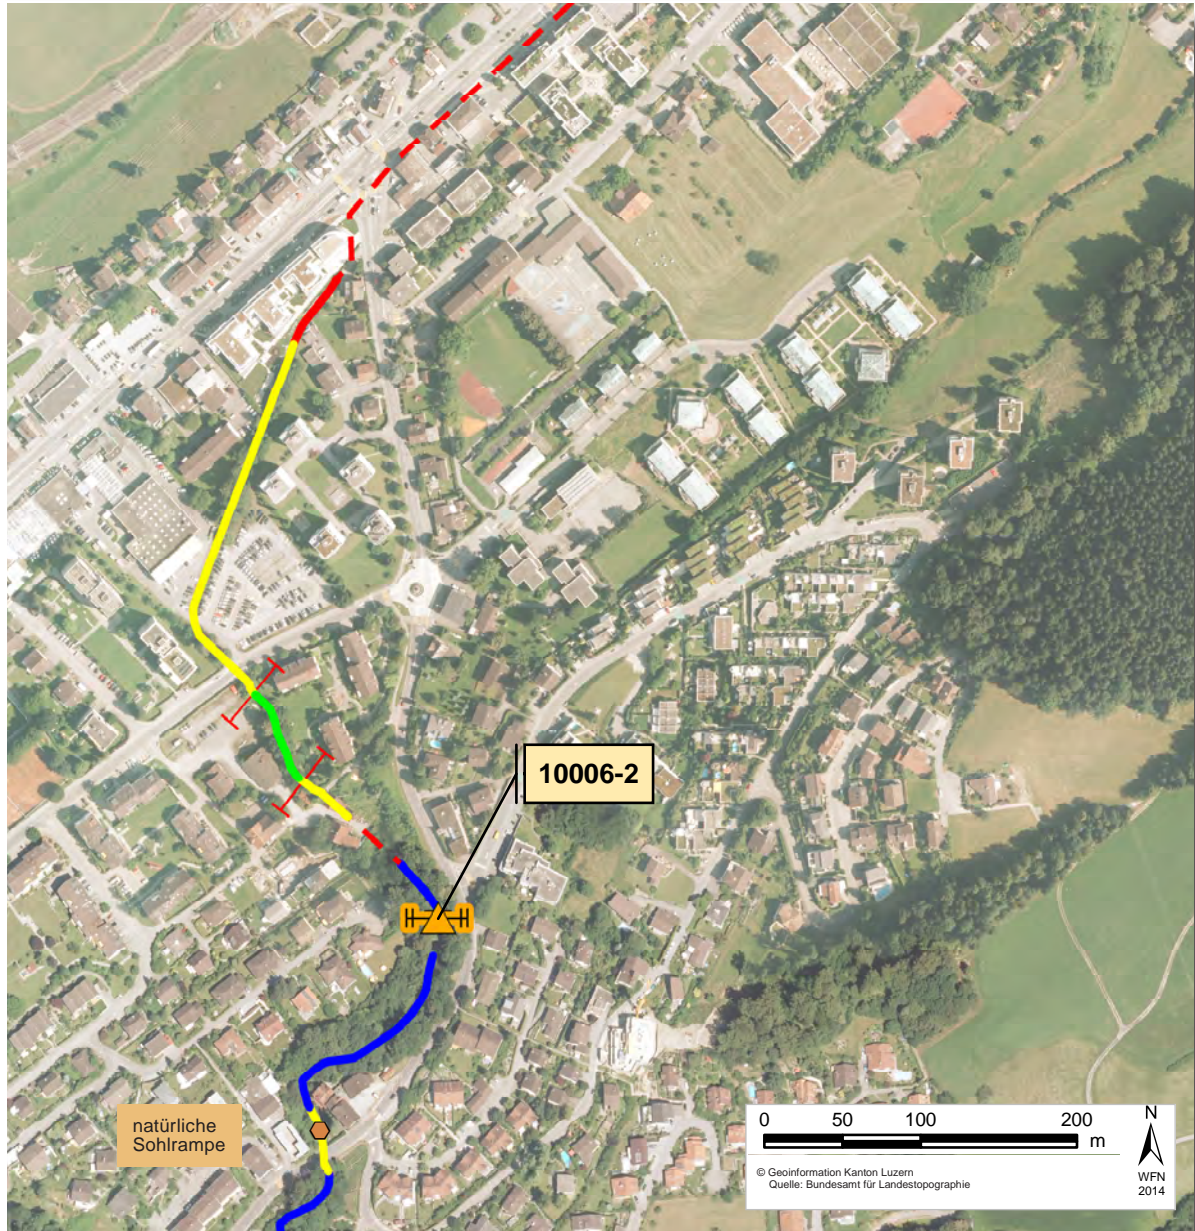 10006-2
natürliche
Sohlrampe
0 50 100 200
m
N
WFN
2014
© Geoinformation Kanton Luzern
Quelle: Bundesamt für Landestopographie